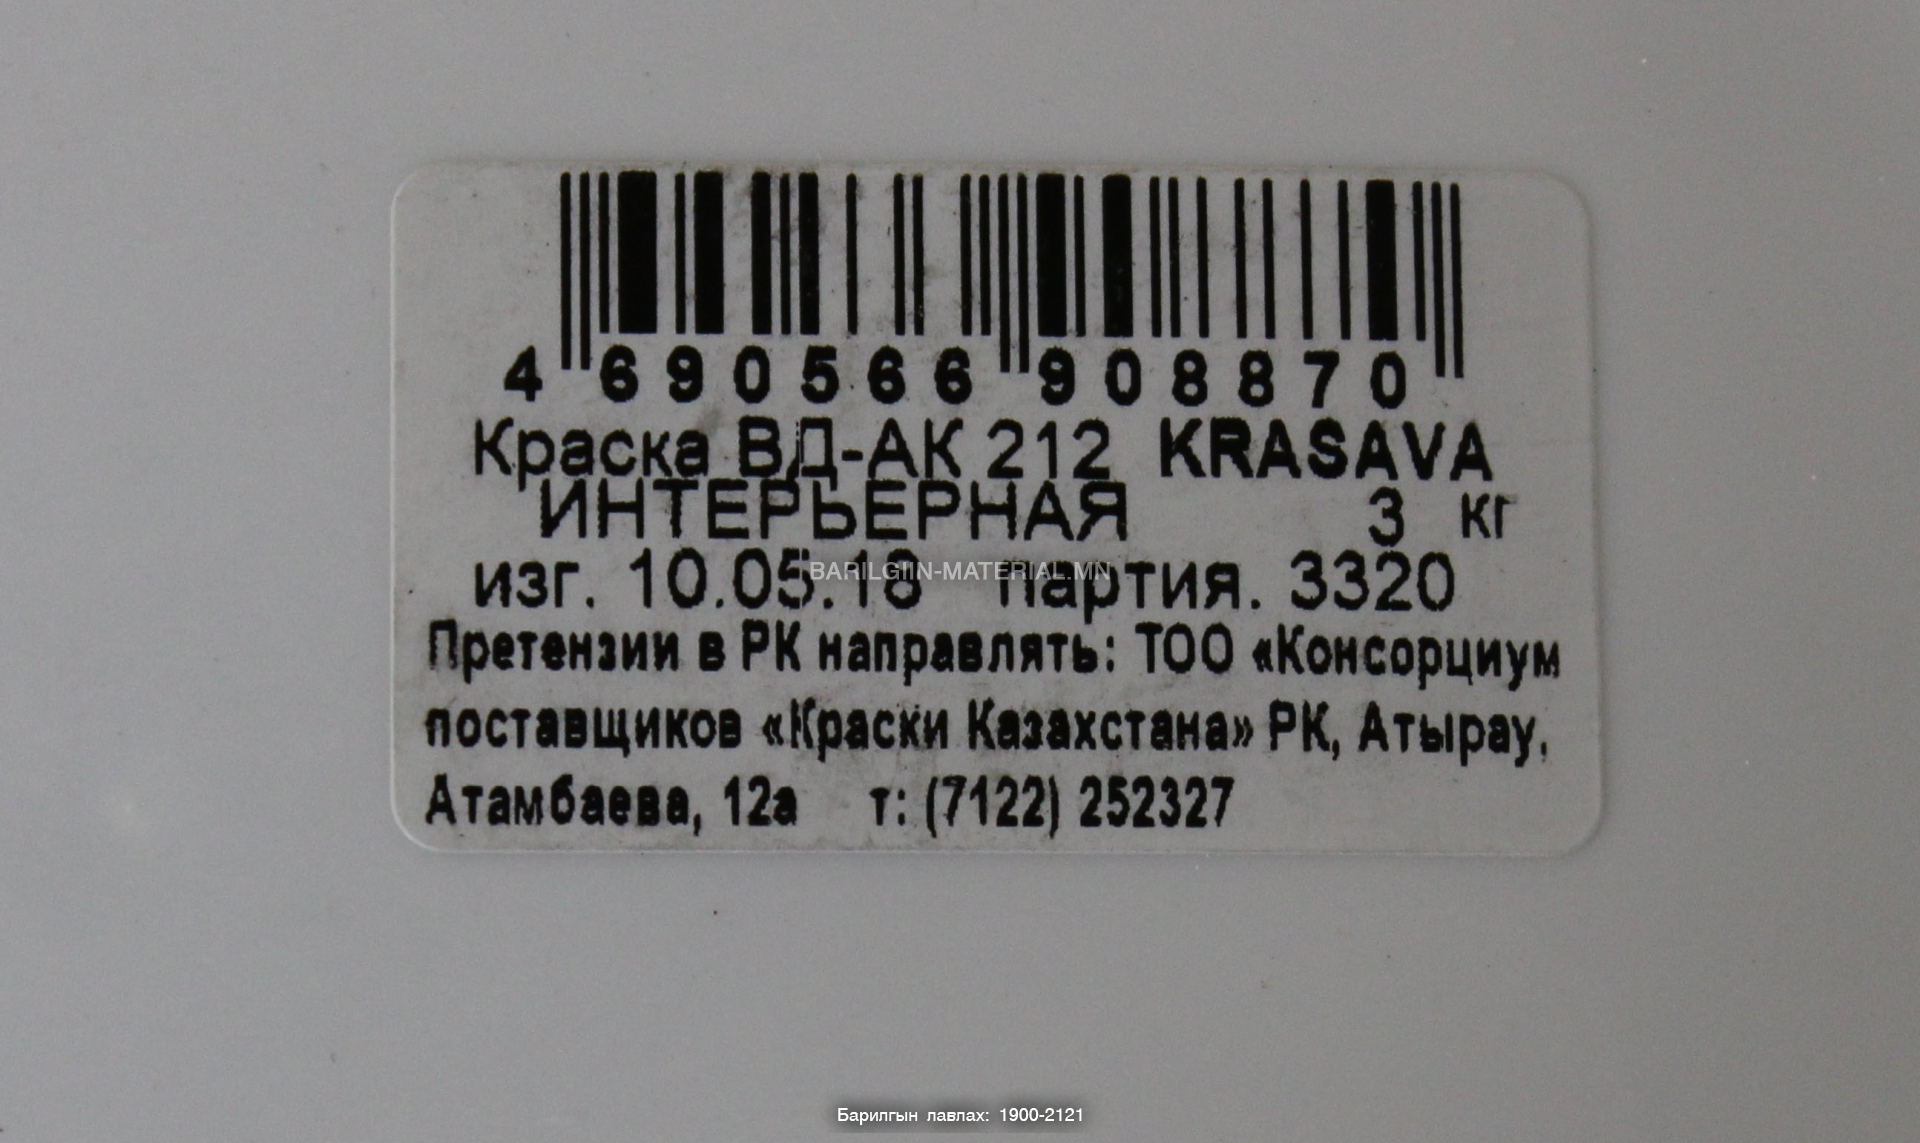 4 690566 908870
Краска ВД-АК 212 KRASAVA
ИНТЕРЬЕРНАЯ 3 кг
изг. 10.05.18 партия. 3320
BARILGIIN-MATERIAL.MN
Претензии в РК направлять: ТОО «Консорциум
поставщиков «Краски Казахстана» РК, Атырау,
Атамбаева, 12а т: (7122) 252327
Барилгын лавлах: 1900-2121